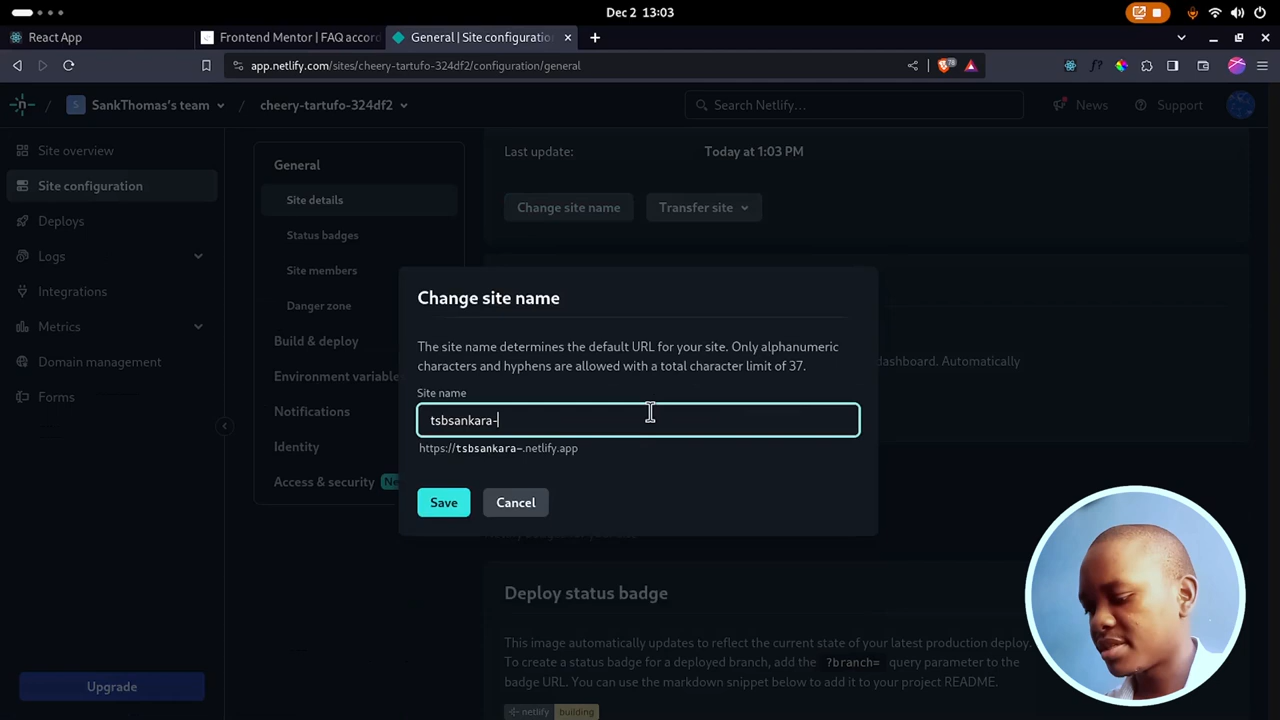 Dec 2 13:03
React App
Frontend Mentor | FAQ accord
General | Site configuratio
app.netlify.com/sites/cheery-tartufo-324df2/configuration/general
78
/ S SankThomas's team / cheery-tartufo-324df2
Search Netlify...
News
Support
Site overview
Site configuration
Deploys
Logs
Integrations
Metrics
Domain management
Forms
Upgrade
General
Site details
Status badges
Site members
Danger zone
Build & deploy
Environment variable
Notifications
Identity
Access & security Ne
Last update: Today at 1:03 PM
Change site name Transfer site
dashboard. Automatically
Change site name
The site name determines the default URL for your site. Only alphanumeric
characters and hyphens are allowed with a total character limit of 37.
Site name
tsbsankara-
https://tsbsankara-.netlify.app
Save Cancel
Deploy status badge
This image automatically updates to reflect the current state of your latest production deploy.
To create a status badge for a deployed branch, add the ?branch= query parameter to the
badge URL. You can use the markdown snippet below to add it to your project README.
netlify building